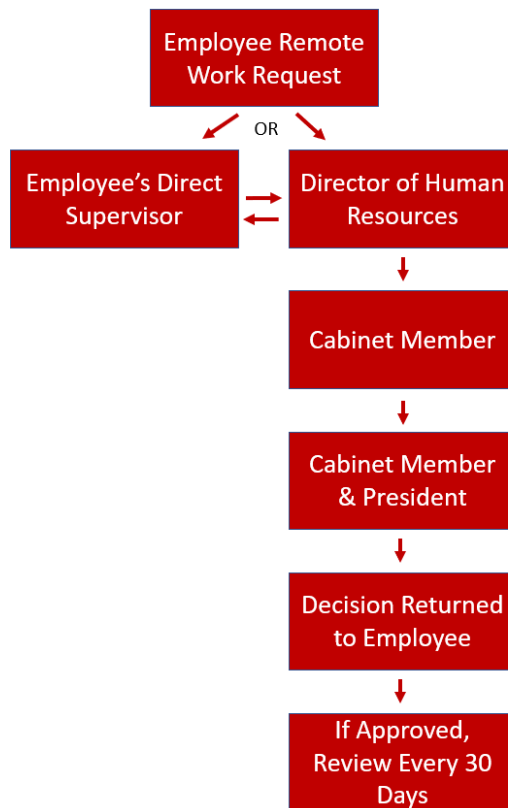 Employee Remote
Work Request
OR
Employee’s Direct
Supervisor
Director of Human
Resources
Cabinet Member
Cabinet Member
& President
Decision Returned
to Employee
If Approved,
Review Every 30
Days